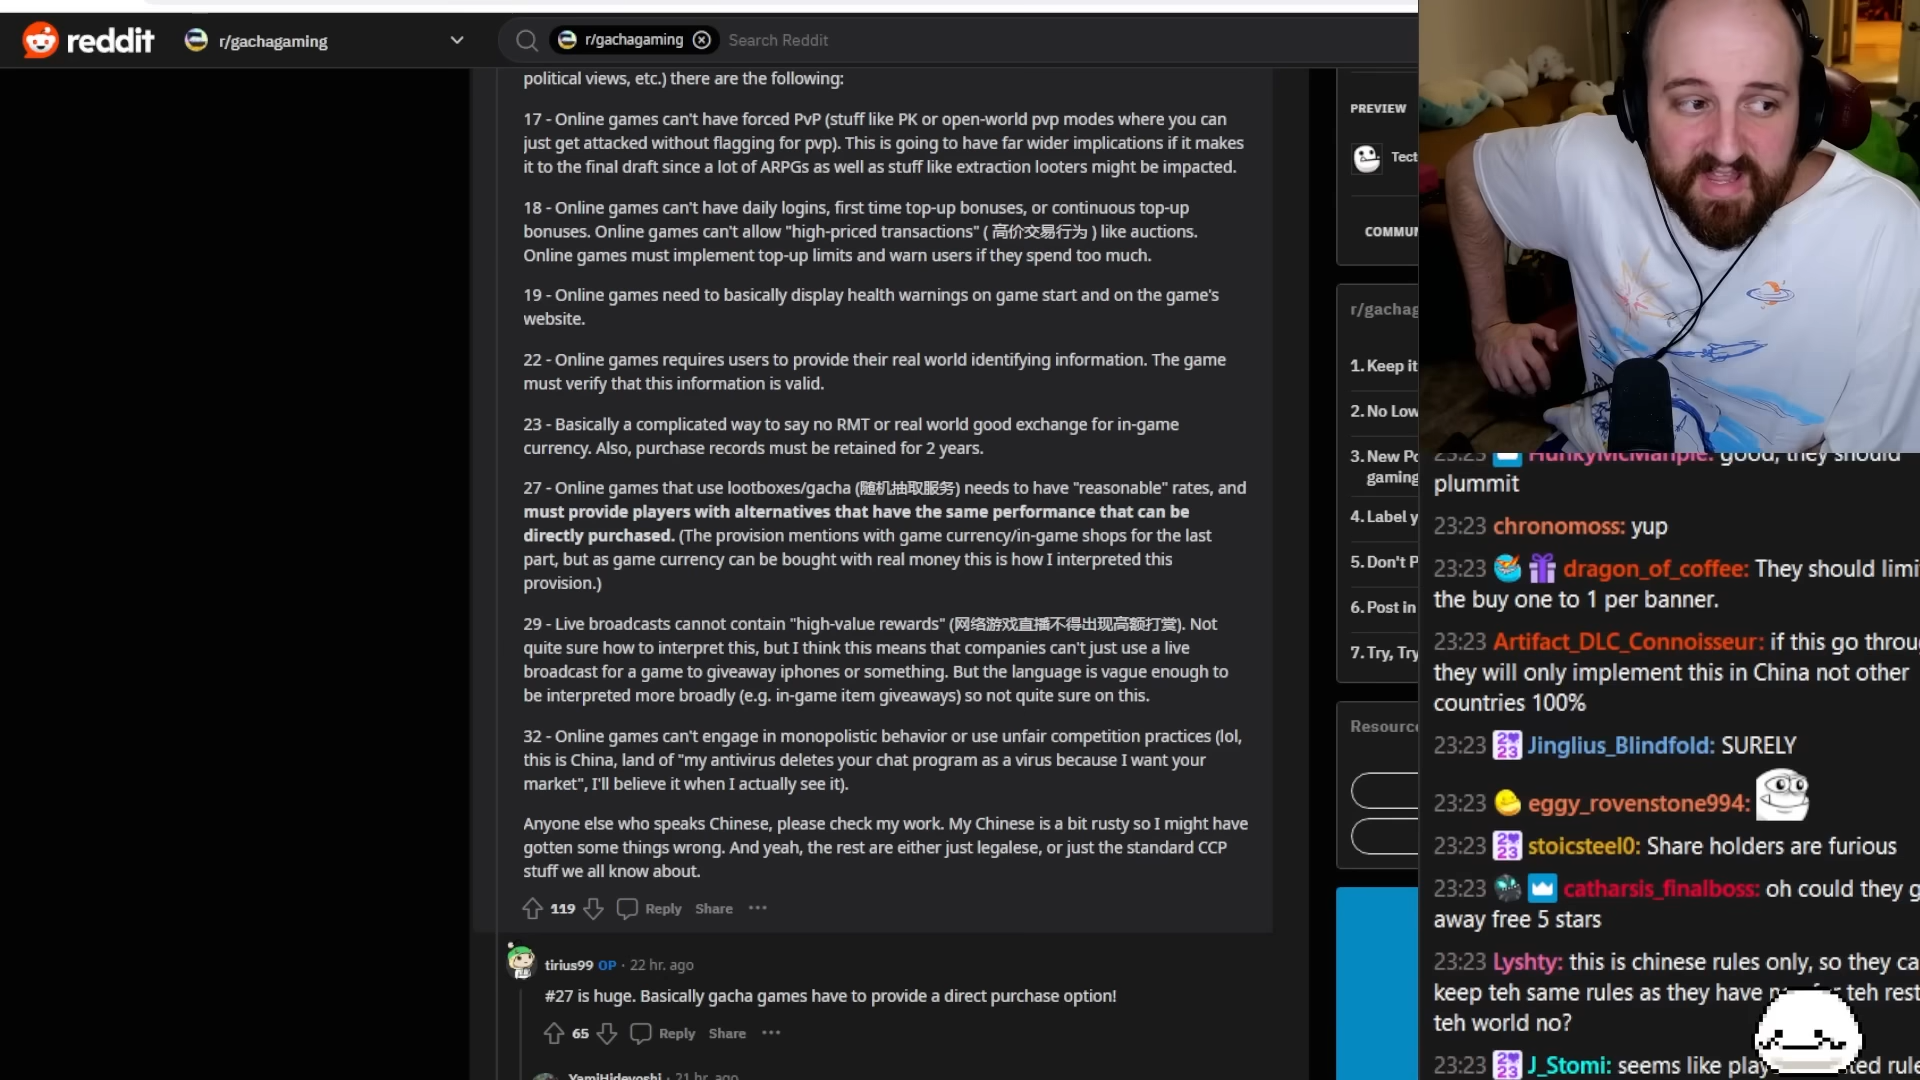 reddit
r/gachagaming
r/gachagaming
Search Reddit
political views, etc.) there are the following:
17 - Online games can't have forced PvP (stuff like PK or open-world pvp modes where you can
just get attacked without flagging for pvp). This is going to have far wider implications if it makes
it to the final draft since a lot of ARPGs as well as stuff like extraction looters might be impacted.
18 - Online games can't have daily logins, first time top-up bonuses, or continuous top-up
bonuses. Online games can't allow "high-priced transactions" ( 高价交易行为 ) like auctions.
Online games must implement top-up limits and warn users if they spend too much.
19 - Online games need to basically display health warnings on game start and on the game's
website.
22 - Online games requires users to provide their real world identifying information. The game
must verify that this information is valid.
23 - Basically a complicated way to say no RMT or real world good exchange for in-game
currency. Also, purchase records must be retained for 2 years.
27 - Online games that use lootboxes/gacha (随机抽取服务) needs to have "reasonable" rates, and
must provide players with alternatives that have the same performance that can be
directly purchased. (The provision mentions with game currency/in-game shops for the last
part, but as game currency can be bought with real money this is how I interpreted this
provision.)
29 - Live broadcasts cannot contain "high-value rewards" (网络游戏直播不得出现高额打赏). Not
quite sure how to interpret this, but I think this means that companies can't just use a live
broadcast for a game to giveaway iphones or something. But the language is vague enough to
be interpreted more broadly (e.g. in-game item giveaways) so not quite sure on this.
32 - Online games can't engage in monopolistic behavior or use unfair competition practices (lol,
this is China, land of "my antivirus deletes your chat program as a virus because I want your
market", I'll believe it when I actually see it).
Anyone else who speaks Chinese, please check my work. My Chinese is a bit rusty so I might have
gotten some things wrong. And yeah, the rest are either just legalese, or just the standard CCP
stuff we all know about.
119 Reply Share
tirius99 OP · 22 hr. ago
#27 is huge. Basically gacha games have to provide a direct purchase option!
65 Reply Share
YamiHideyoshi · 21 hr. ago
PREVIEW
Tect
COMMUN
r/gachag
1. Keep it
2. No Low
3. New Po
gaming
4. Label y
5. Don't P
6. Post in
7. Try, Try
Resource
23:23 HunkyMcManpie: good, they should
plummit
23:23 chronomoss: yup
23:23 dragon_of_coffee: They should limi
the buy one to 1 per banner.
23:23 Artifact_DLC_Connoisseur: if this go throu
they will only implement this in China not other
countries 100%
23:23 Jinglius_Blindfold: SURELY
23:23 eggy_rovenstone994:
23:23 stoicsteel0: Share holders are furious
23:23 catharsis_finalboss: oh could they g
away free 5 stars
23:23 Lyshty: this is chinese rules only, so they ca
keep teh same rules as they have teh rest
teh world no?
23:23 J_Stomi: seems like play ted rule